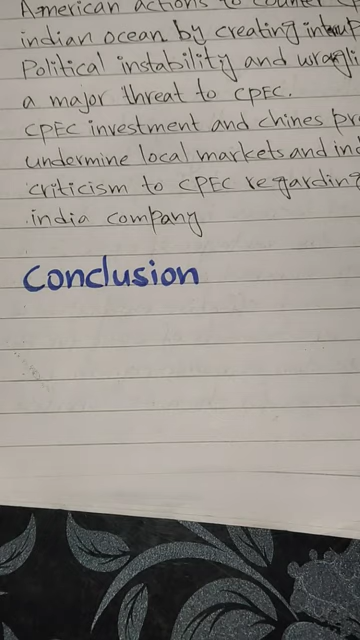 American actions to counter
indian ocean by creating
Political instability and
a major threat to CPEC.
CPEC investment and chines
undermine local markets and
criticism to CPEC regarding
india company
Conclusion